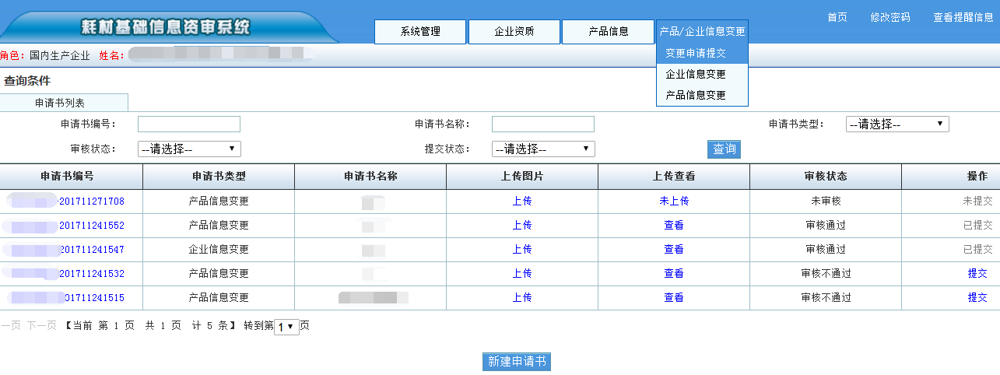 首页 修改密码 查看提醒信息
耗材基础信息资审系统
系统管理 企业资质 产品信息 产品/企业信息变更
变更申请提交
企业信息变更
产品信息变更
角色：国内生产企业 姓名：
查询条件
申请书列表
申请书编号： 申请书名称： 申请书类型： --请选择--
审核状态： --请选择-- 提交状态： --请选择-- 查询
申请书编号 申请书类型 申请书名称 上传图片 上传查看 审核状态 操作
201711271708 产品信息变更 上传 未上传 未审核 未提交
201711241552 产品信息变更 上传 查看 审核通过 已提交
201711241547 企业信息变更 上传 查看 审核通过 已提交
201711241532 产品信息变更 上传 查看 审核不通过 提交
01711241515 产品信息变更 上传 查看 审核不通过 提交
一页 下一页 【当前 第 1 页 共 1 页 计 5 条】 转到第 1 页
新建申请书